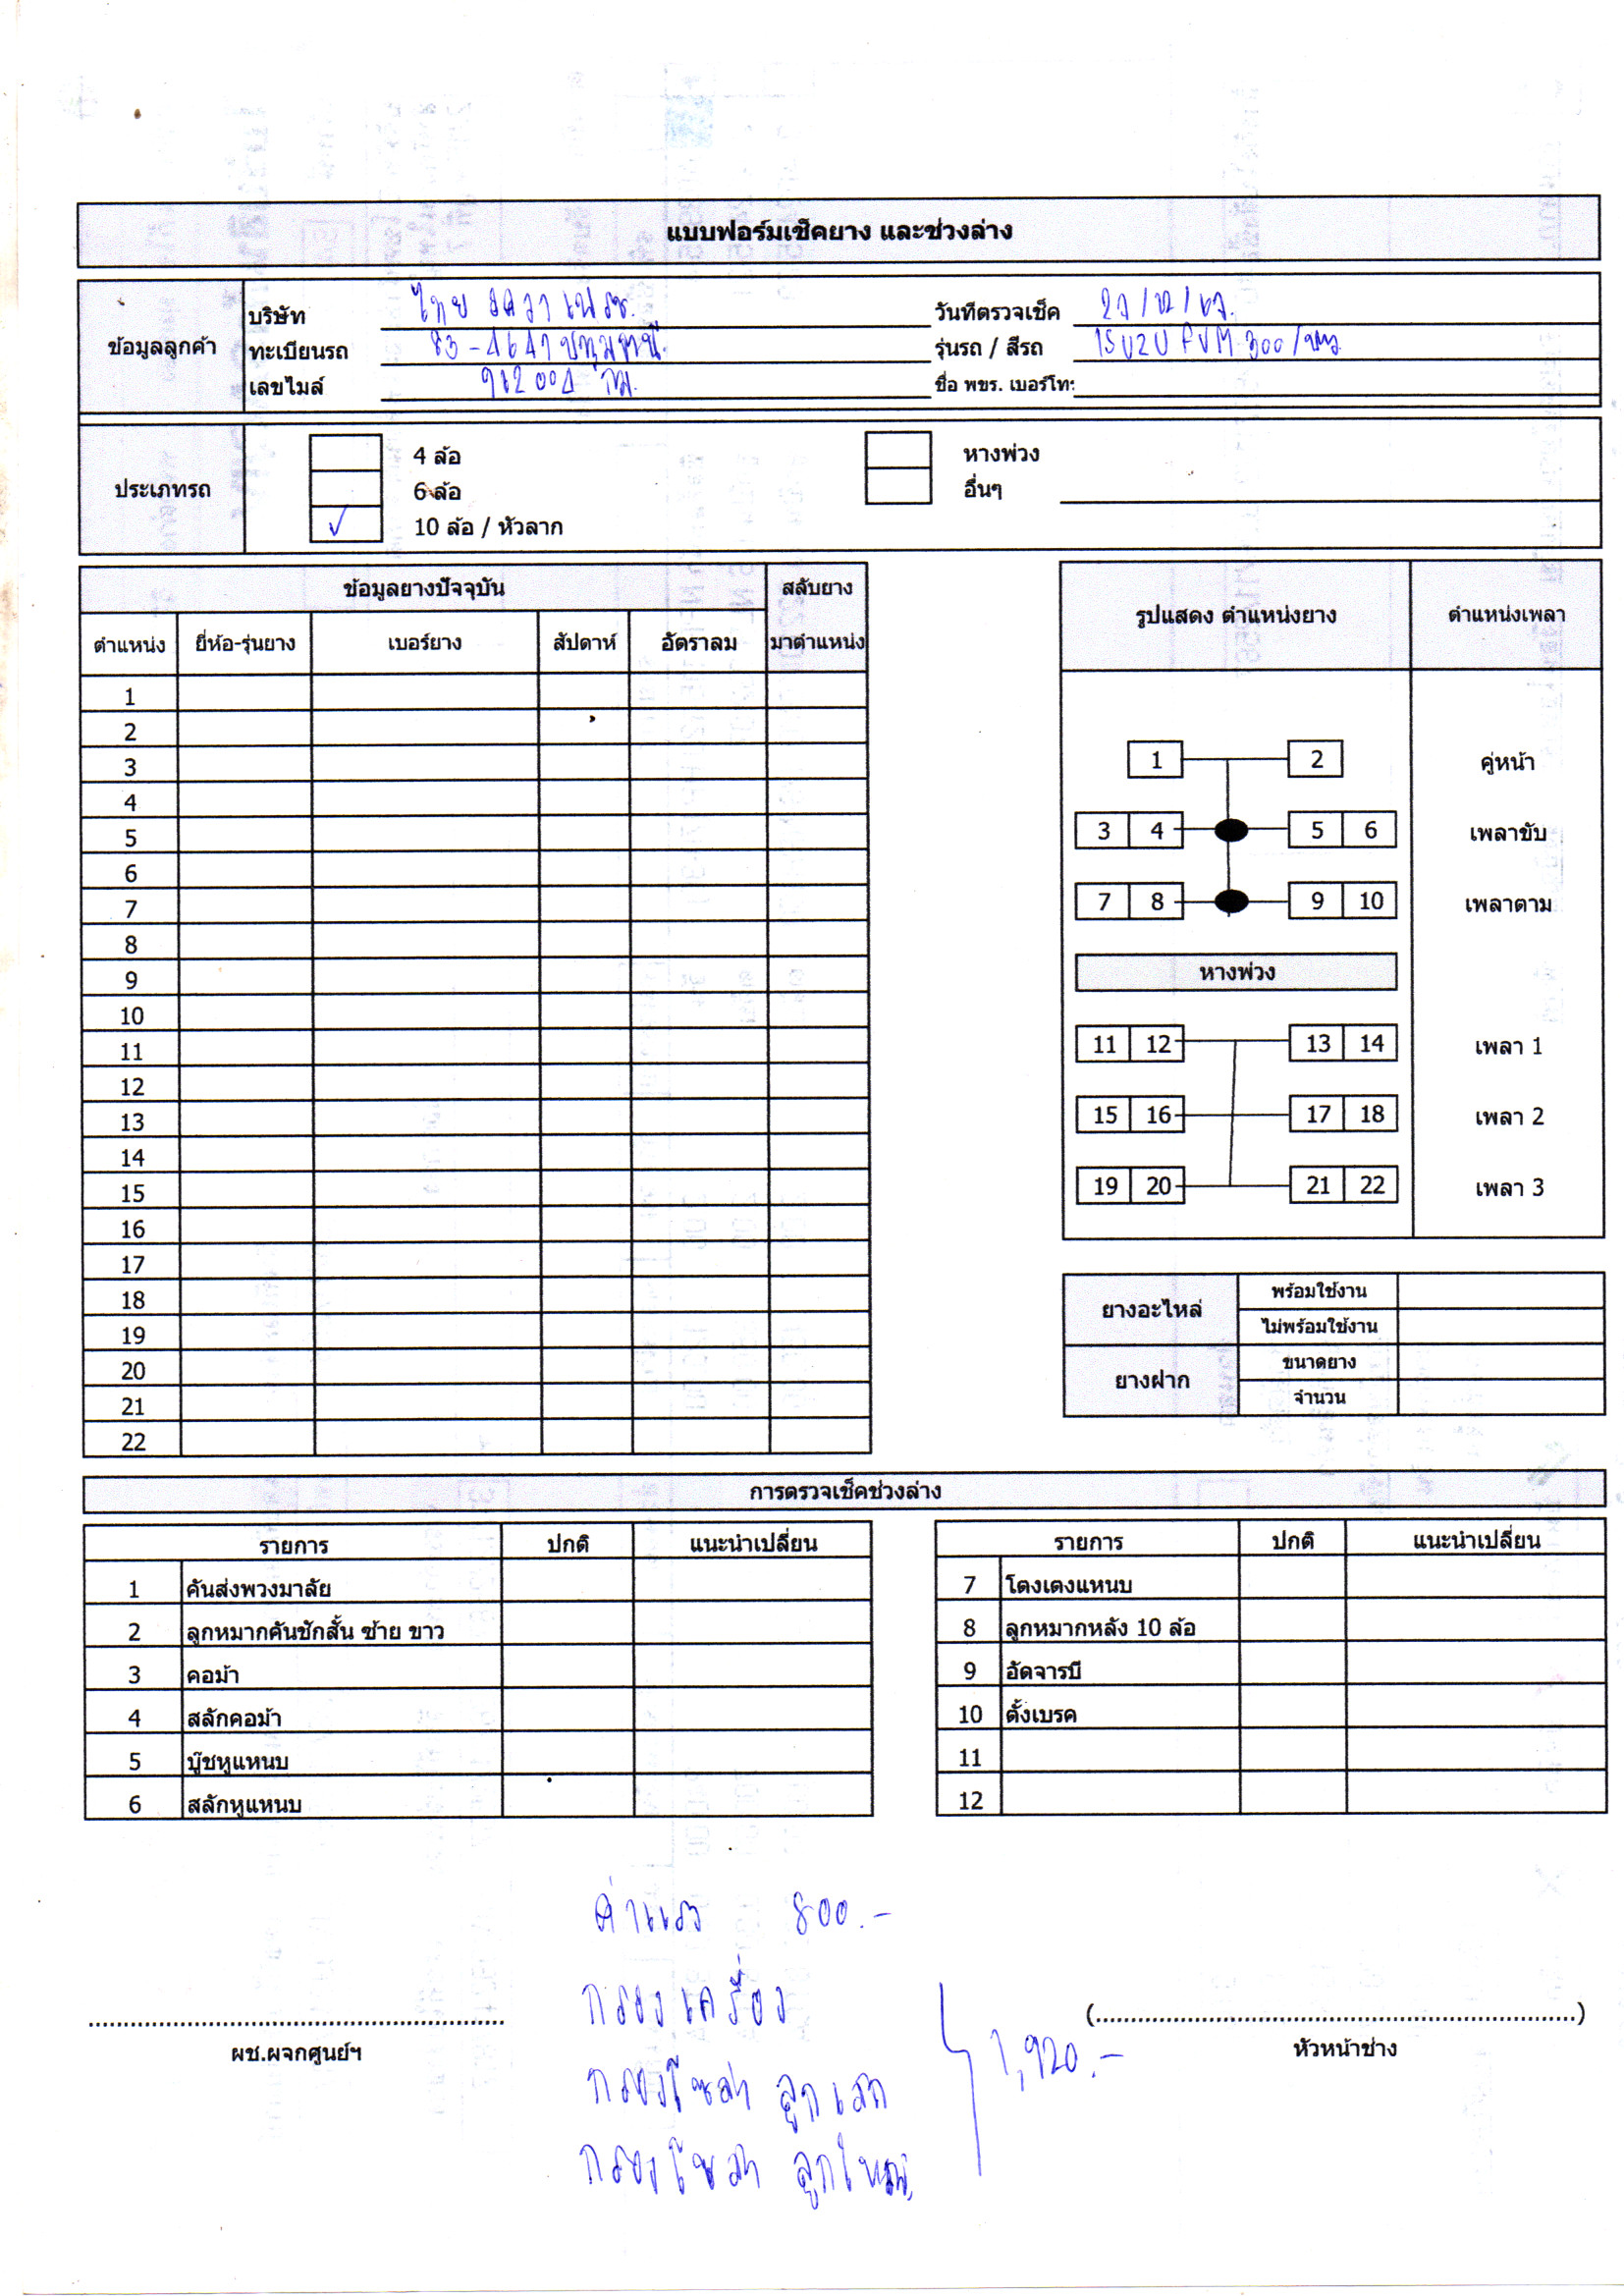 แบบฟอร์มเช็คยาง และช่วงล่าง
ข้อมูลลูกค้า
บริษัท ไทย
วันที่ตรวจเช็ค
ทะเบียนรถ 83-4647 ปทุมธานี
รุ่นรถ / สีรถ ISUZU FVM 300/ขาว
เลขไมล์ กม.
ชื่อ พขร. เบอร์โทร
ประเภทรถ
4 ล้อ
หางพ่วง
6 ล้อ
อื่นๆ
✓ 10 ล้อ / หัวลาก
ข้อมูลยางปัจจุบัน
สลับยาง
ตำแหน่ง ยี่ห้อ-รุ่นยาง เบอร์ยาง สัปดาห์ อัตราลม มาตำแหน่ง
1
2
3
4
5
6
7
8
9
10
11
12
13
14
15
16
17
18
19
20
21
22
รูปแสดง ตำแหน่งยาง ตำแหน่งเพลา
1 2 คู่หน้า
3 4 5 6 เพลาขับ
7 8 9 10 เพลาตาม
หางพ่วง
11 12 13 14 เพลา 1
15 16 17 18 เพลา 2
19 20 21 22 เพลา 3
ยางอะไหล่ พร้อมใช้งาน
ไม่พร้อมใช้งาน
ยางฝาก ขนาดยาง
จำนวน
การตรวจเช็คช่วงล่าง
รายการ ปกติ แนะนำเปลี่ยน
1 คันส่งพวงมาลัย
2 ลูกหมากคันชักสั้น ซ้าย ขาว
3 คอม้า
4 สลักคอม้า
5 บู๊ชหูแหนบ
6 สลักหูแหนบ
รายการ ปกติ แนะนำเปลี่ยน
7 โตงเตงแหนบ
8 ลูกหมากหลัง 10 ล้อ
9 อัดจารบี
10 ตั้งเบรค
11
12
ค่าแรง 800.-
กรองเครื่อง
กรองโซล่า ลูกเล็ก
กรองโซล่า ลูกใหญ่
1,920.-
ผช.ผจกศูนย์ฯ
(..............................................................)
หัวหน้าช่าง